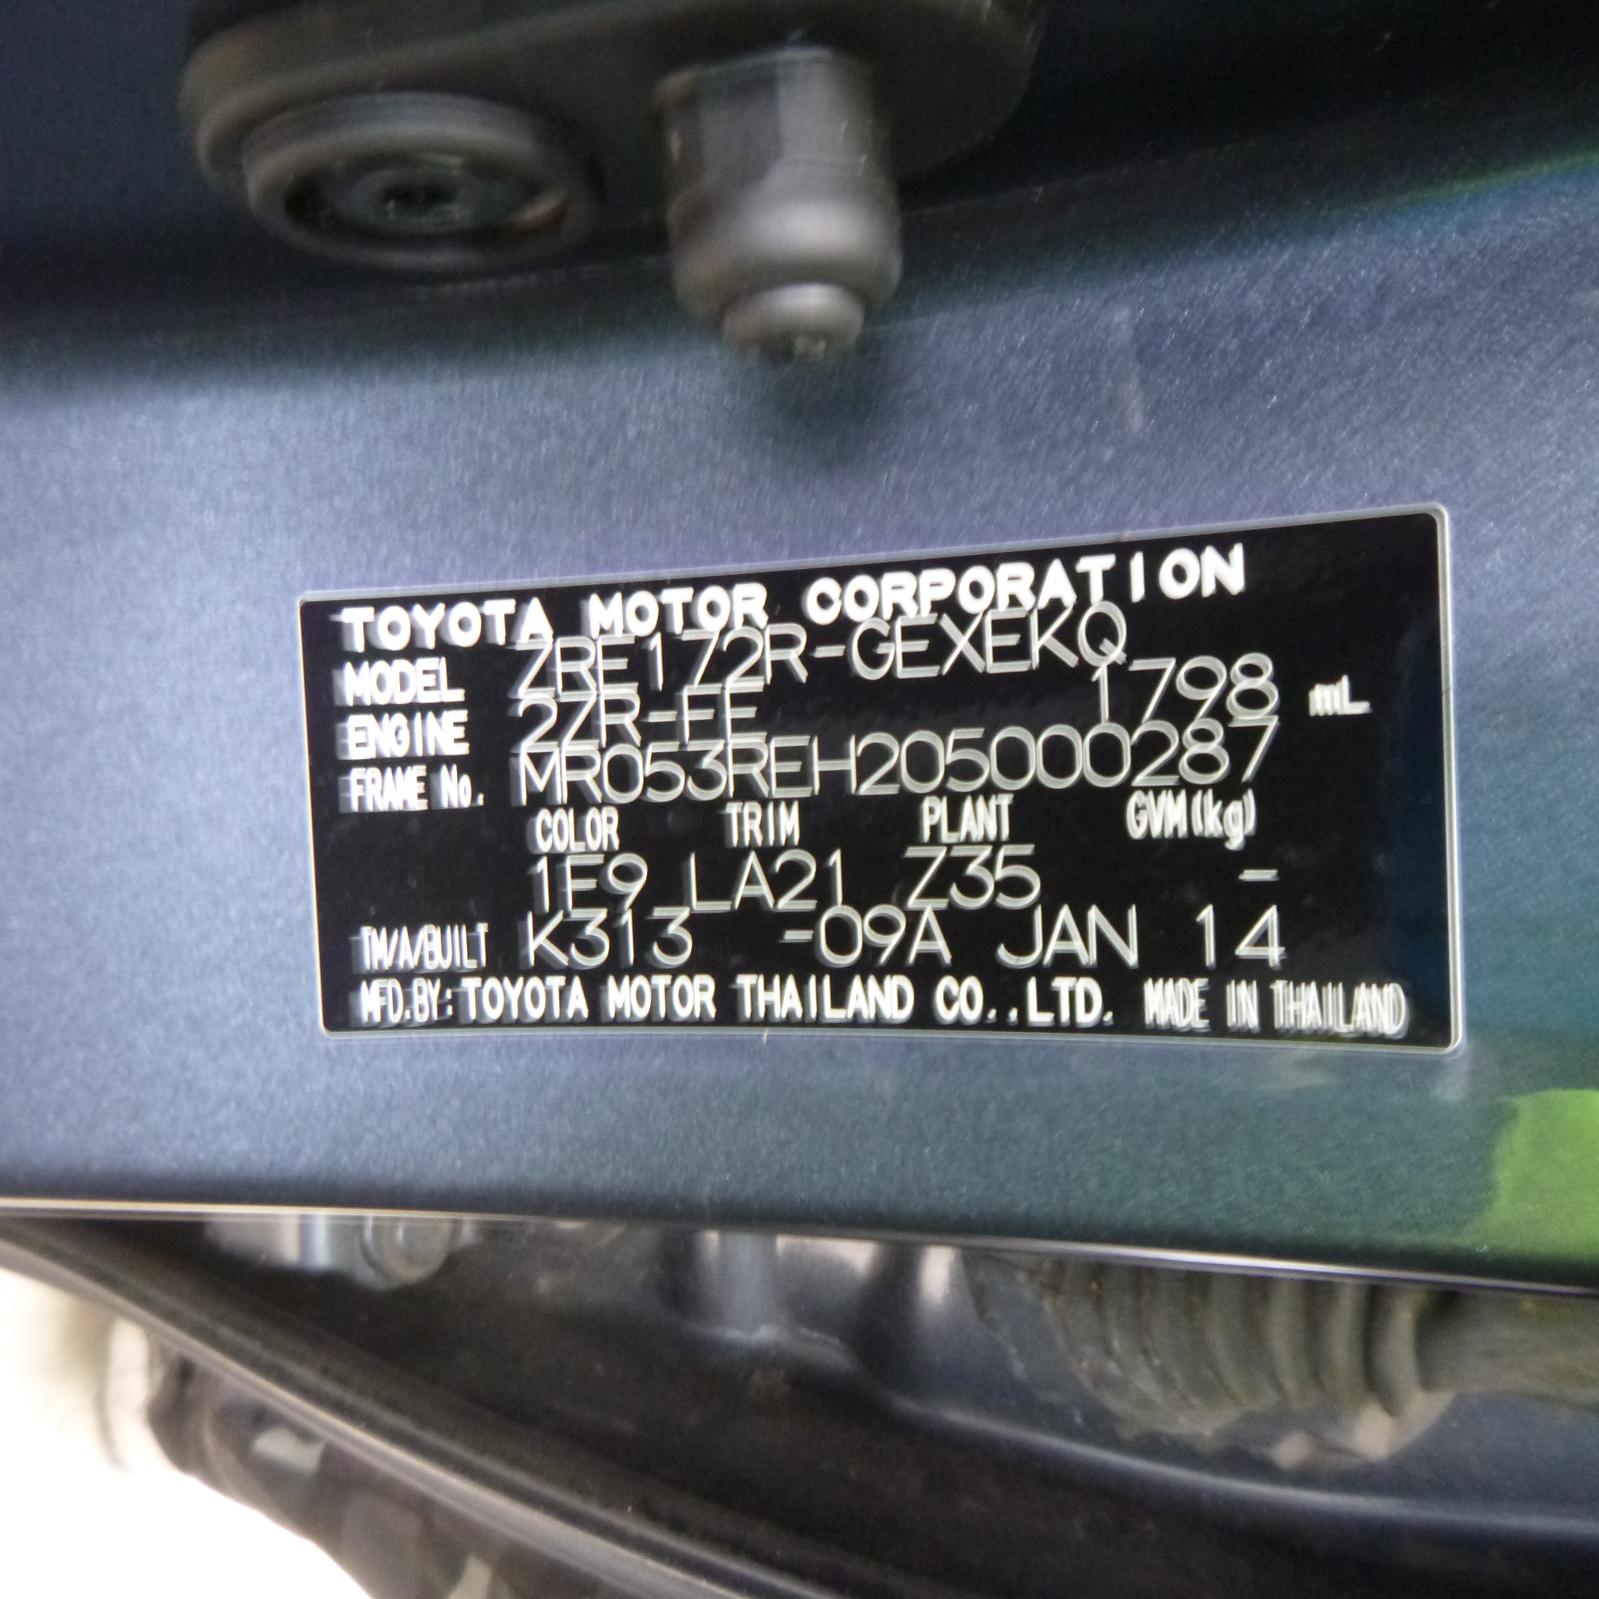 TOYOTA MOTOR CORPORATION
MODEL ZRE172R-GEXEKQ
ENGINE 2ZR-FE 1798 mL
FRAME No. MR053REH205000287
COLOR TRIM PLANT GVM(kg)
1F9 LA21 Z35 -
TM/A/BUILT K313 -09A JAN 14
MFD.BY:TOYOTA MOTOR THAILAND CO.,LTD. MADE IN THAILAND